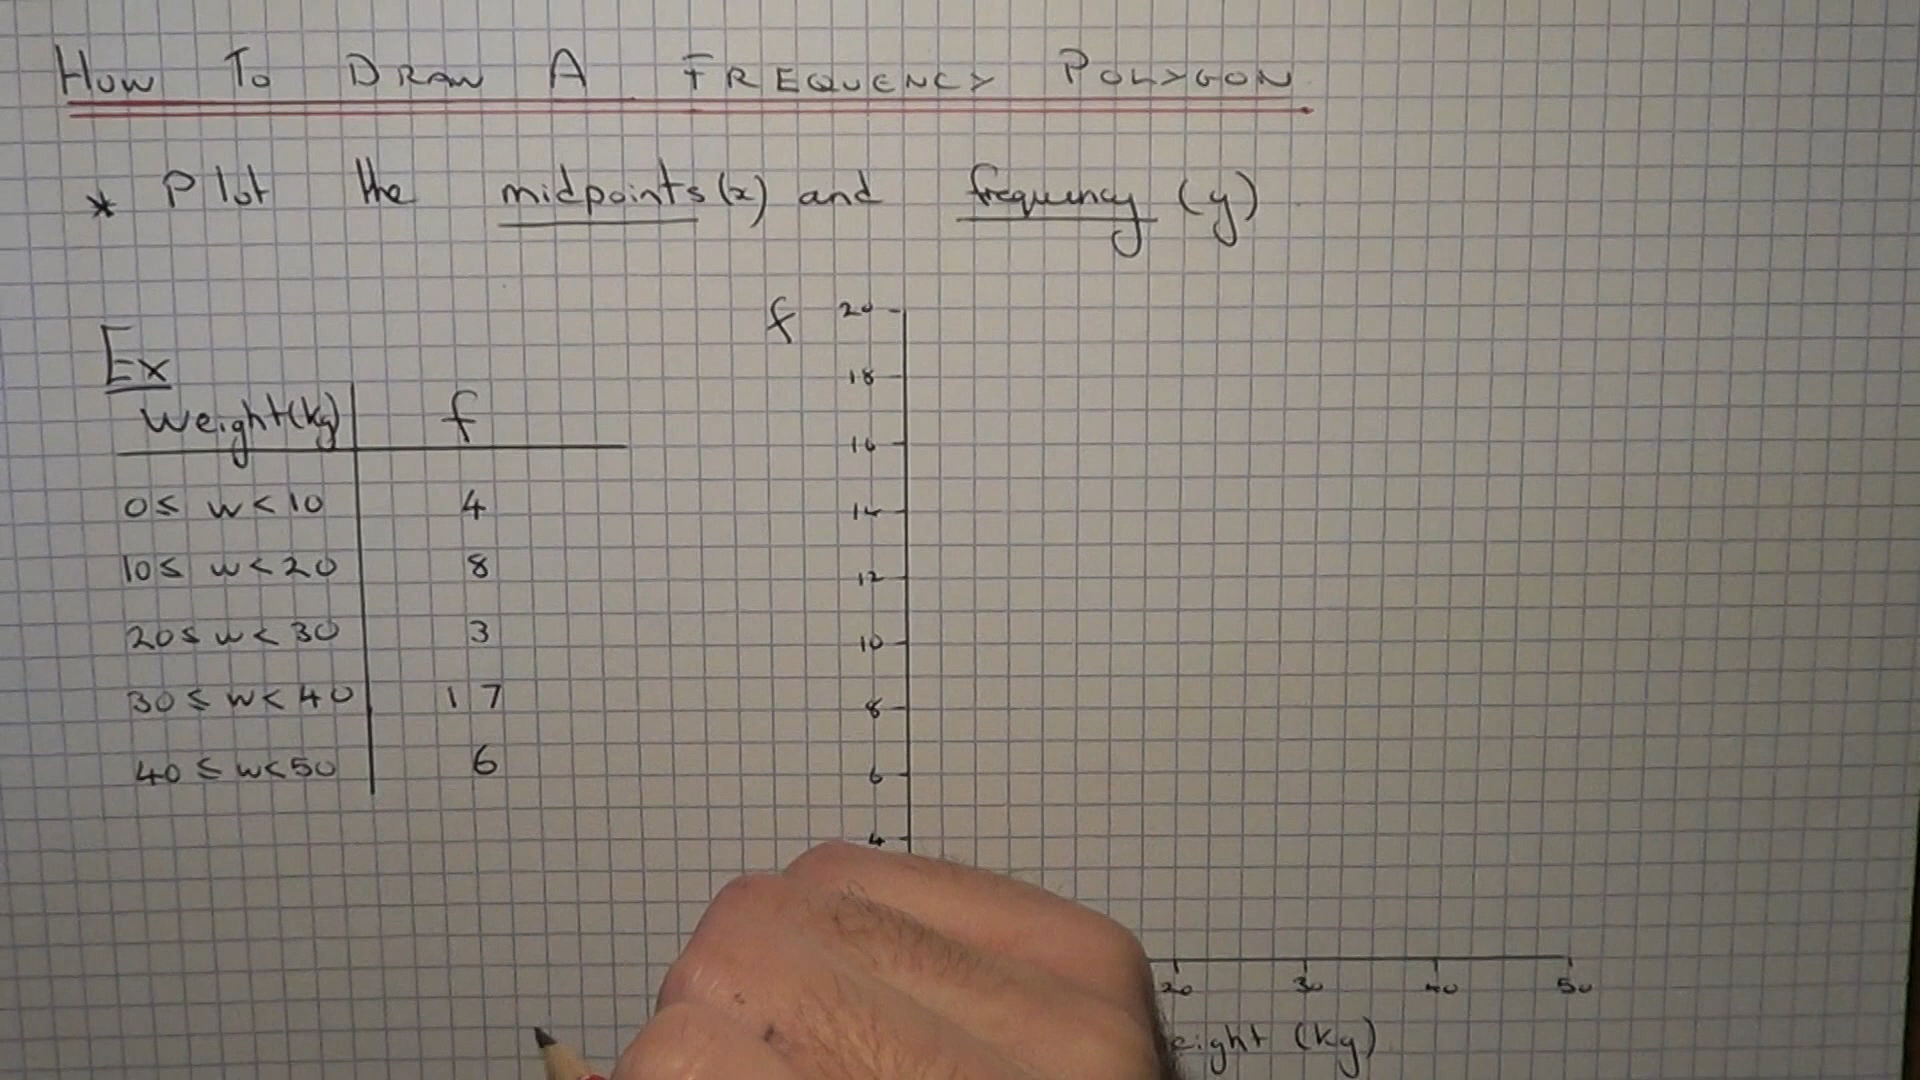 HOW TO DRAW A FREQUENCY POLYGON
* Plot the midpoints (x) and frequency (y)
Ex
Weight(kg) f
0≤ w<10 4
10≤ w<20 8
20≤ w<30 3
30≤ w<40 17
40≤ w<50 6
f
20
18
16
14
12
10
8
6
4
20 30 40 50
eight (kg)